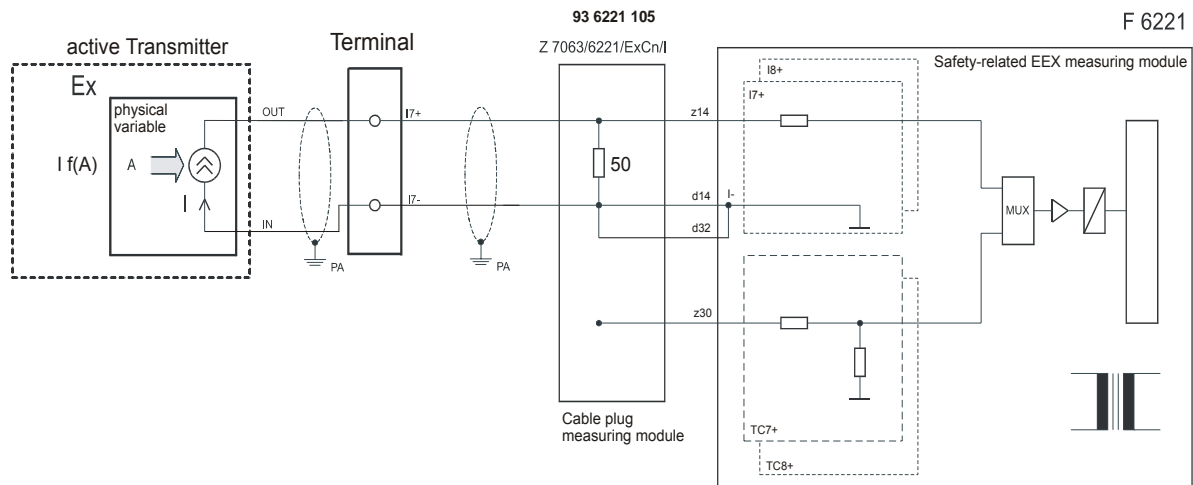 93 6221 105
F 6221
active Transmitter
Terminal
Z 7063/6221/ExCn/I
Safety-related EEX measuring module
Ex
I8+
I7+
physical
variable
OUT
I7+
z14
I f(A)
A
50
I
I7-
d14
I-
MUX
IN
d32
PA
PA
z30
Cable plug
measuring module
TC7+
TC8+